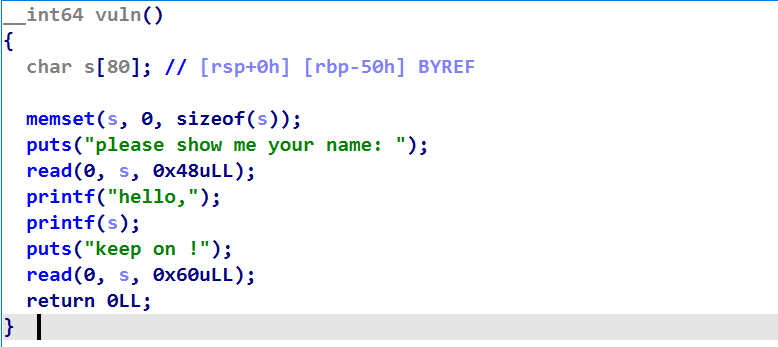 __int64 vuln()
{
  char s[80]; // [rsp+0h] [rbp-50h] BYREF

  memset(s, 0, sizeof(s));
  puts("please show me your name: ");
  read(0, s, 0x48uLL);
  printf("hello,");
  printf(s);
  puts("keep on !");
  read(0, s, 0x60uLL);
  return 0LL;
}